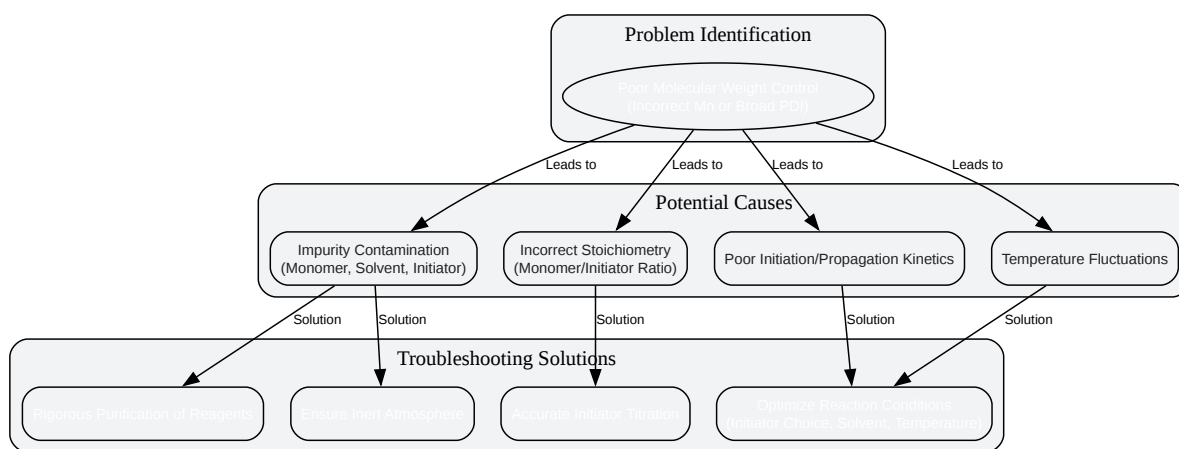 Problem Identification
Poor Molecular Weight Control
(Incorrect Mn or Broad PDI)
Leads to
Leads to
Leads to
Leads to
Potential Causes
Impurity Contamination
(Monomer, Solvent, Initiator)
Incorrect Stoichiometry
(Monomer/Initiator Ratio)
Poor Initiation/Propagation Kinetics
Temperature Fluctuations
Solution
Solution
Solution
Solution
Solution
Troubleshooting Solutions
Rigorous Purification of Reagents
Ensure Inert Atmosphere
Accurate Initiator Titration
Optimize Reaction Conditions
(Initiator Choice, Solvent, Temperature)